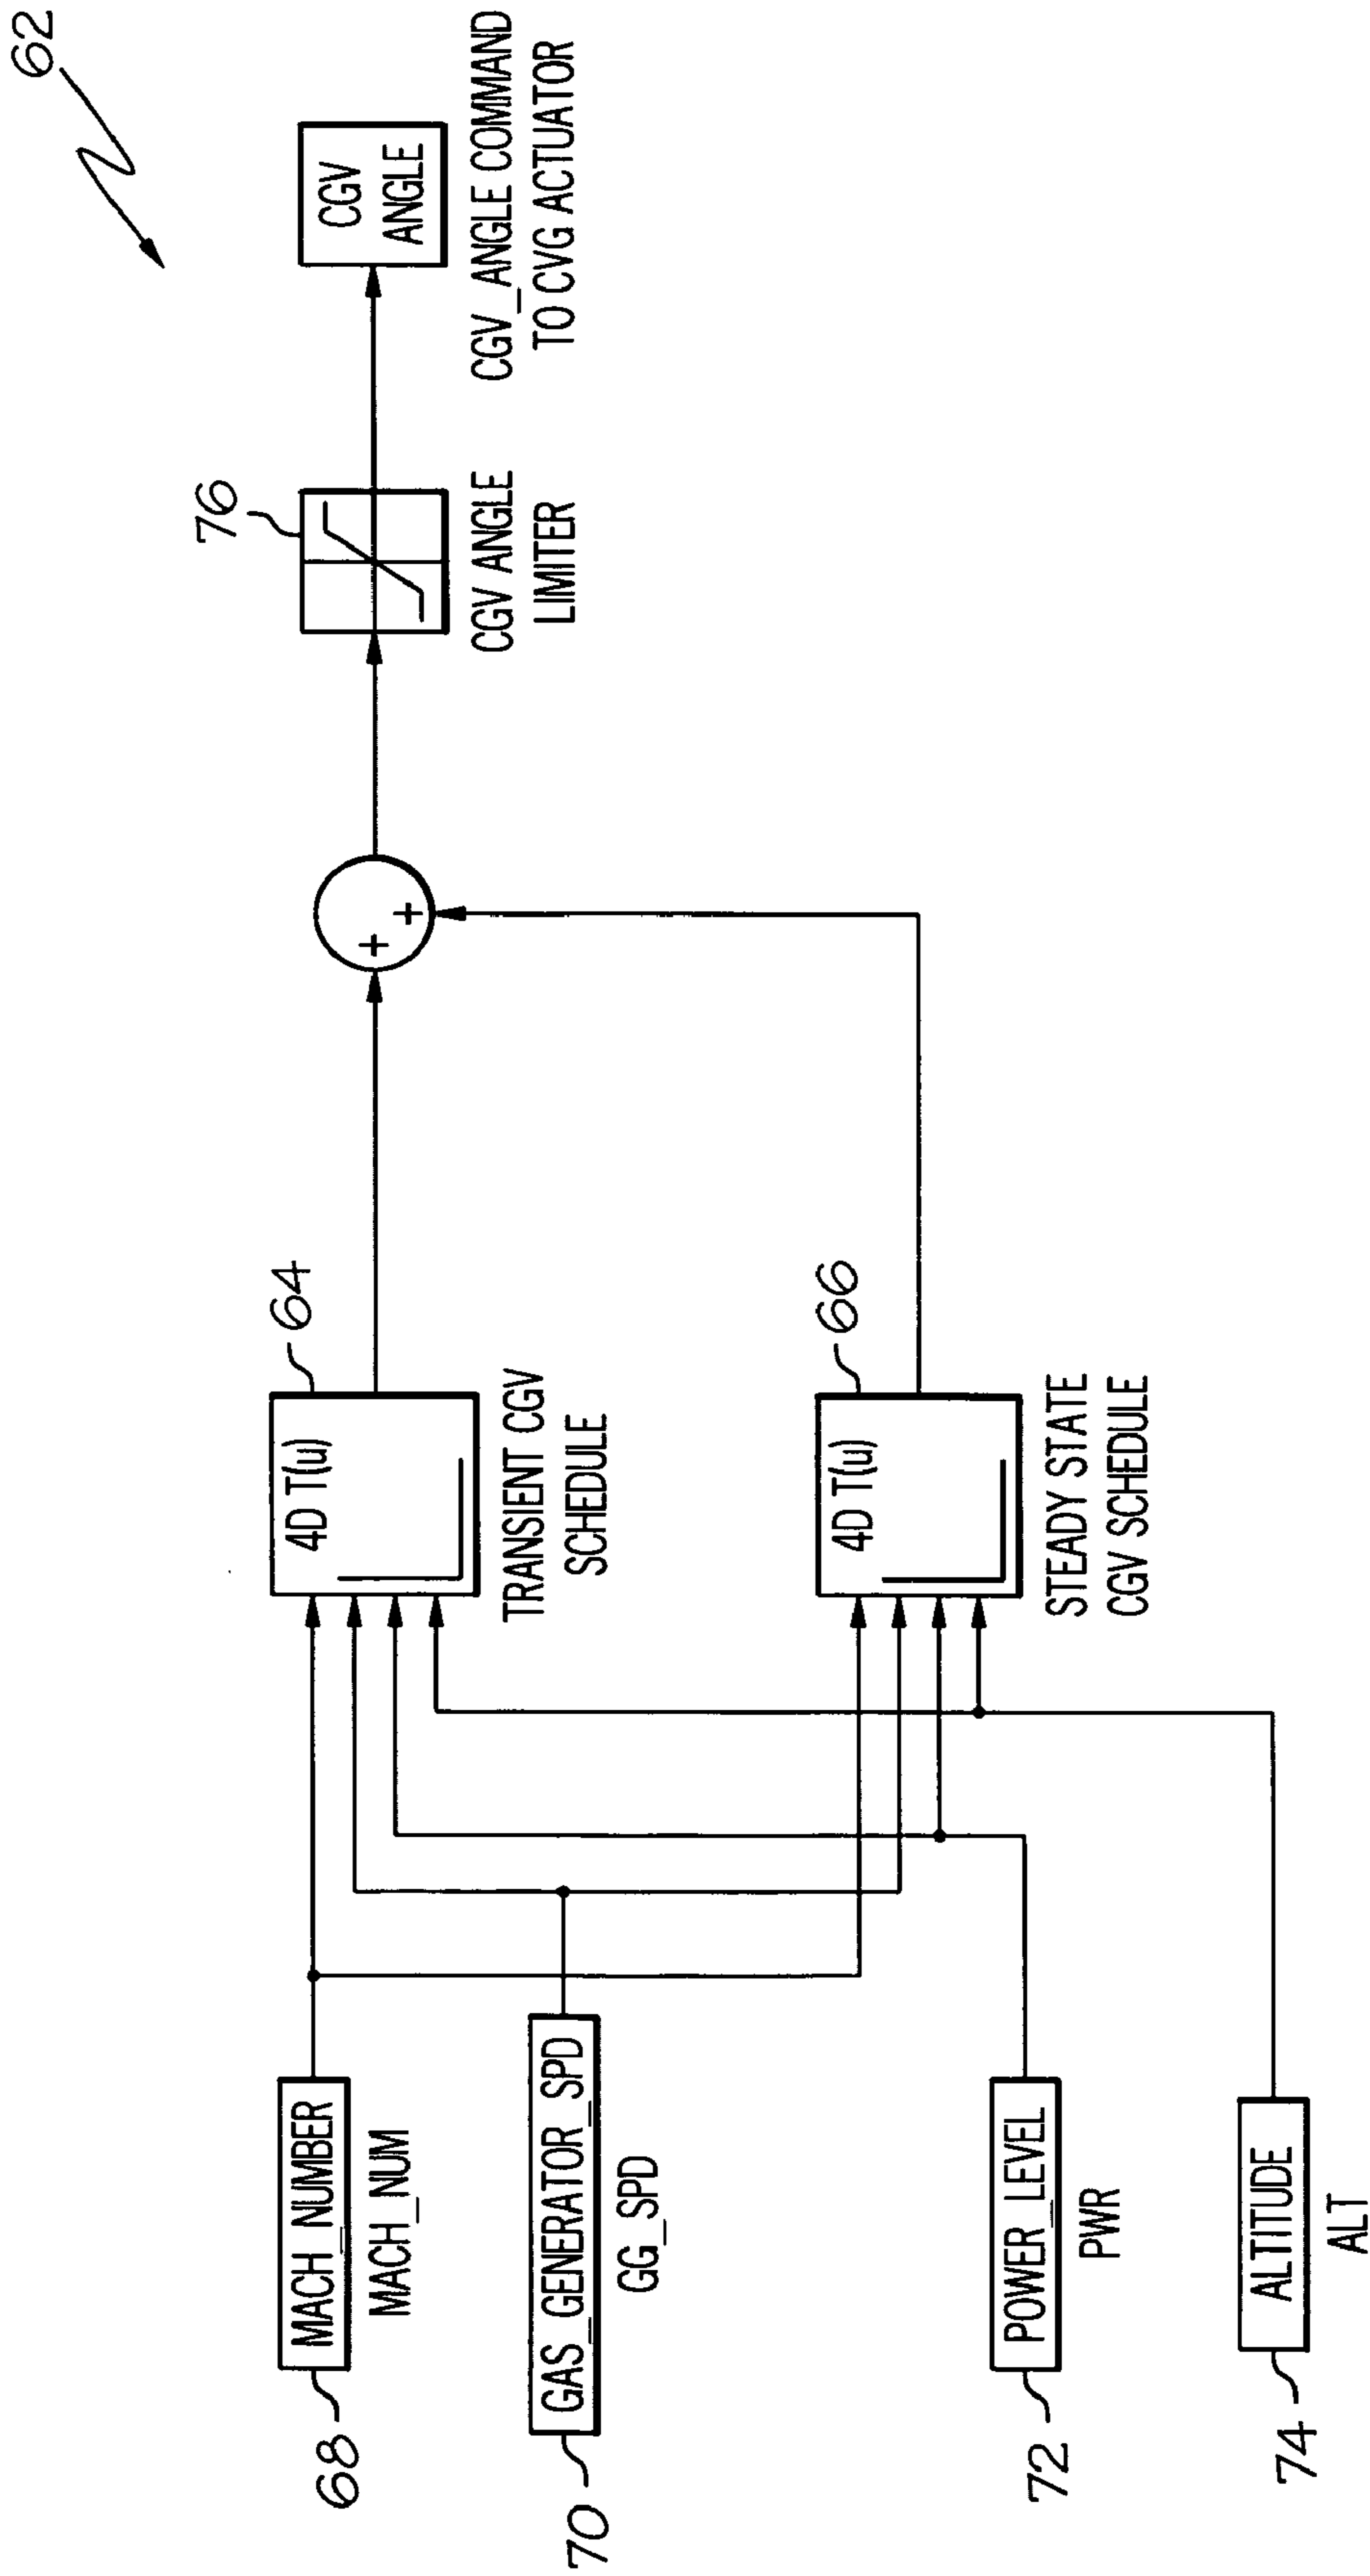 62
68
MACH_NUMBER
MACH_NUM
70
GAS_GENERATOR_SPD
GG_SPD
72
POWER_LEVEL
PWR
74
ALTITUDE
ALT
64
4D T(u)
TRANSIENT CGV
SCHEDULE
66
4D T(u)
STEADY STATE
CGV SCHEDULE
+
+
76
CGV ANGLE
LIMITER
CGV
ANGLE
CGV_ANGLE COMMAND
TO CVG ACTUATOR